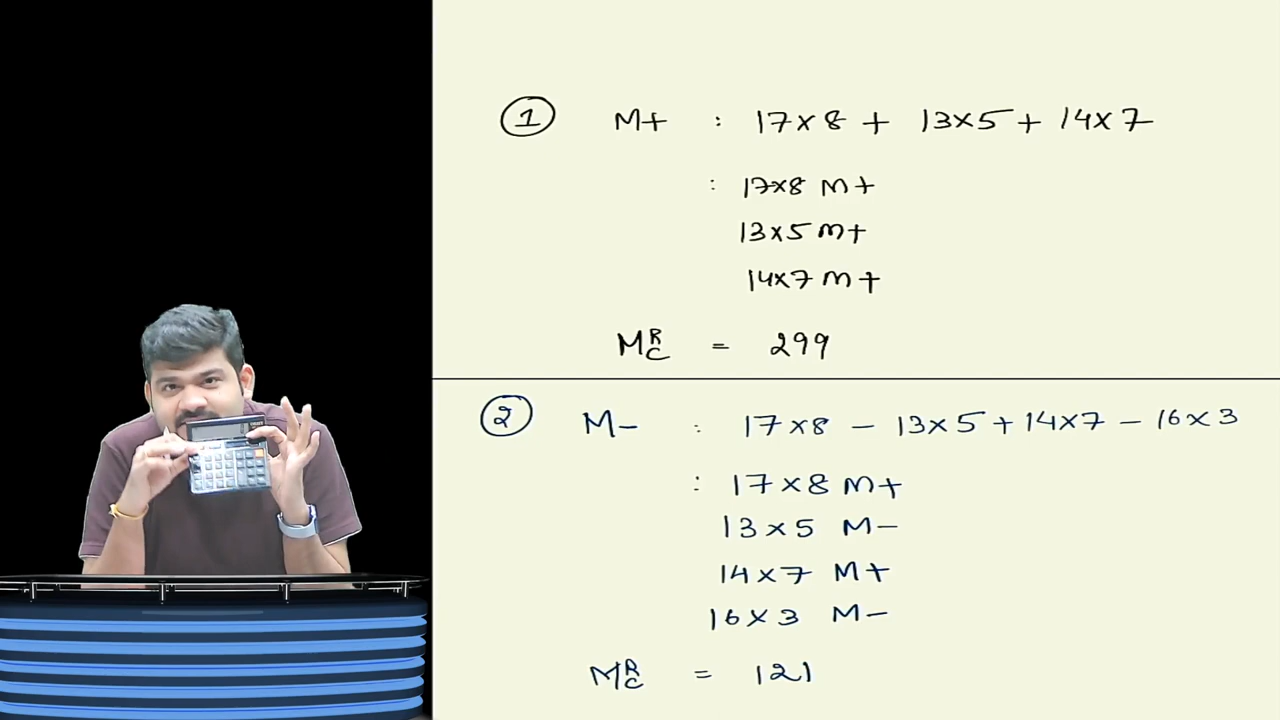 1 M+ : 17×8 + 13×5 + 14×7
: 17×8 M+
13×5 M+
14×7 M+
MRC = 299
2 M- : 17×8 - 13×5 + 14×7 - 16×3
: 17×8 M+
13×5 M-
14×7 M+
16×3 M-
MRC = 121